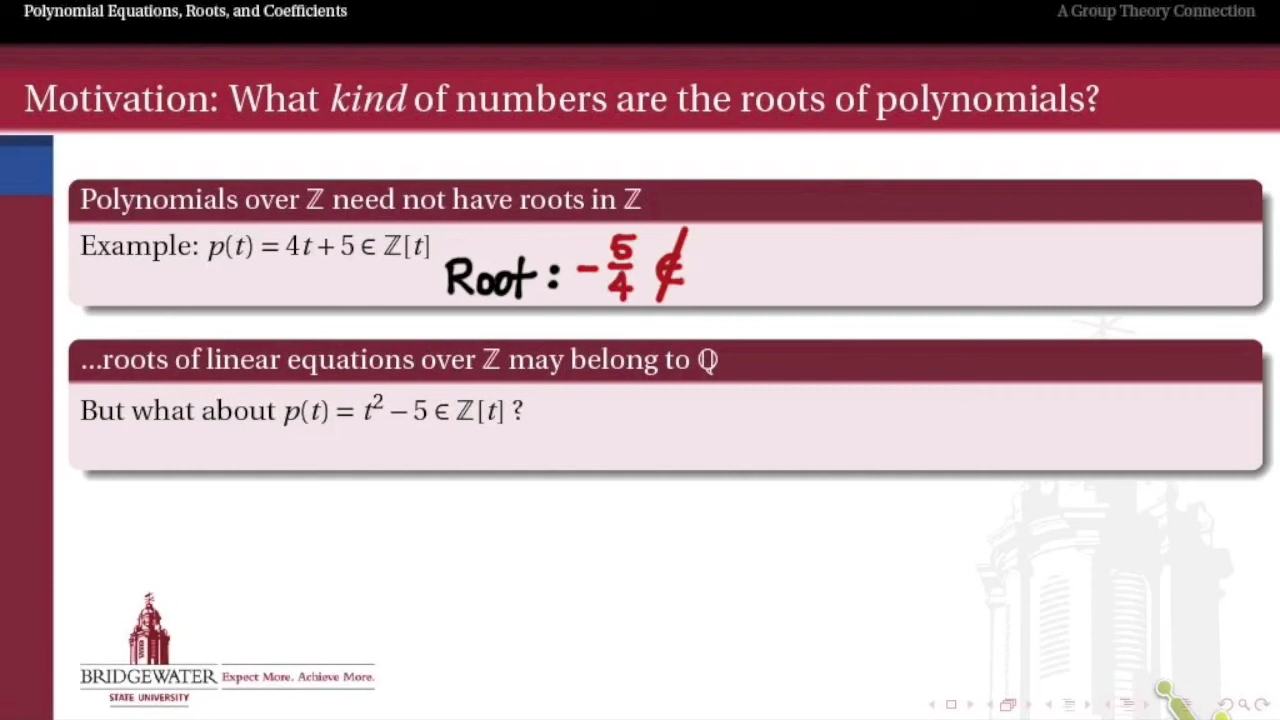 Polynomial Equations, Roots, and Coefficients
A Group Theory Connection
Motivation: What kind of numbers are the roots of polynomials?
Polynomials over ℤ need not have roots in ℤ
Example: p(t) = 4t + 5 ∈ ℤ[t]
Root: -5/4 ∉
...roots of linear equations over ℤ may belong to ℚ
But what about p(t) = t² − 5 ∈ ℤ[t] ?
BRIDGEWATER
STATE UNIVERSITY
Expect More. Achieve More.